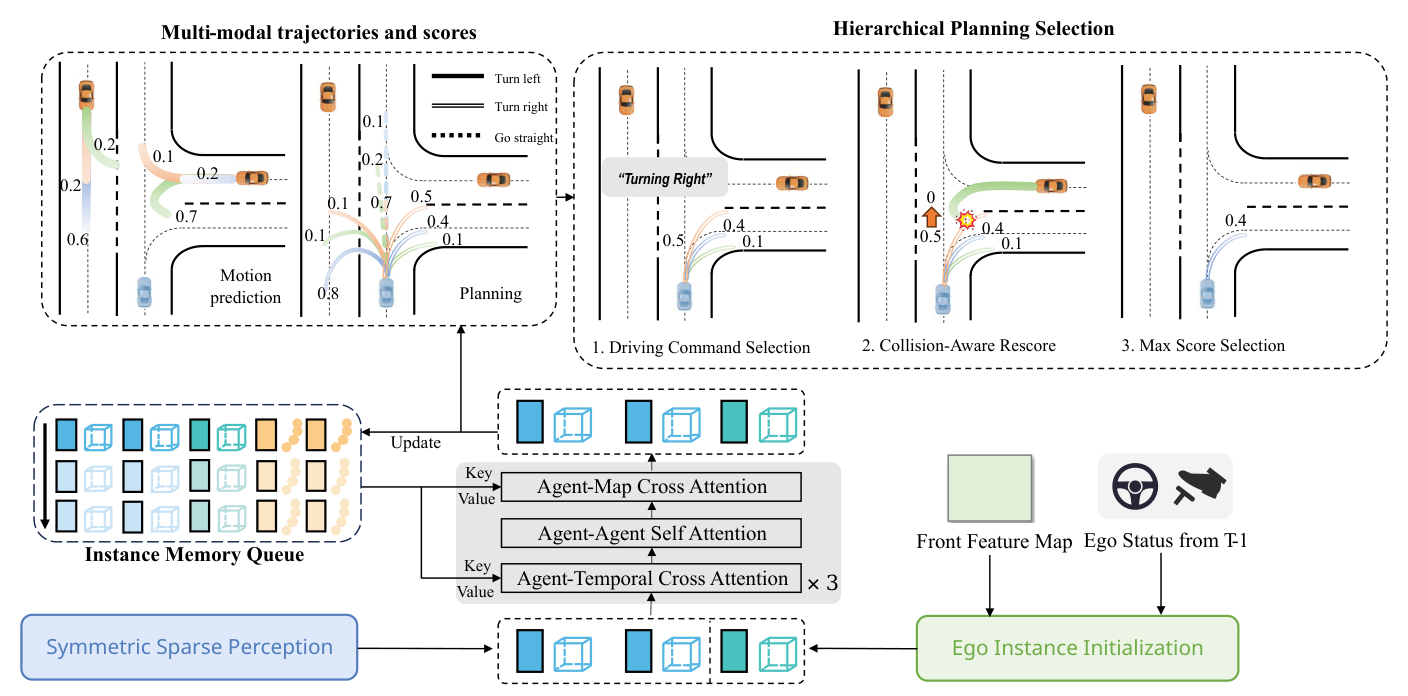 Multi-modal trajectories and scores
Hierarchical Planning Selection
Turn left
Turn right
Go straight
0.2
0.2
0.6
0.1
0.2
0.7
Motion
prediction
0.1
0.2
0.7
0.5
0.4
0.1
0.1
0.1
0.8
Planning
“Turning Right”
0.5
0.4
0.1
1. Driving Command Selection
0
0.5
0.4
0.1
2. Collision-Aware Rescore
0.4
3. Max Score Selection
Update
Instance Memory Queue
Key
Value
Agent-Map Cross Attention
Agent-Agent Self Attention
Key
Value
Agent-Temporal Cross Attention
× 3
Front Feature Map
Ego Status from T-1
Symmetric Sparse Perception
Ego Instance Initialization